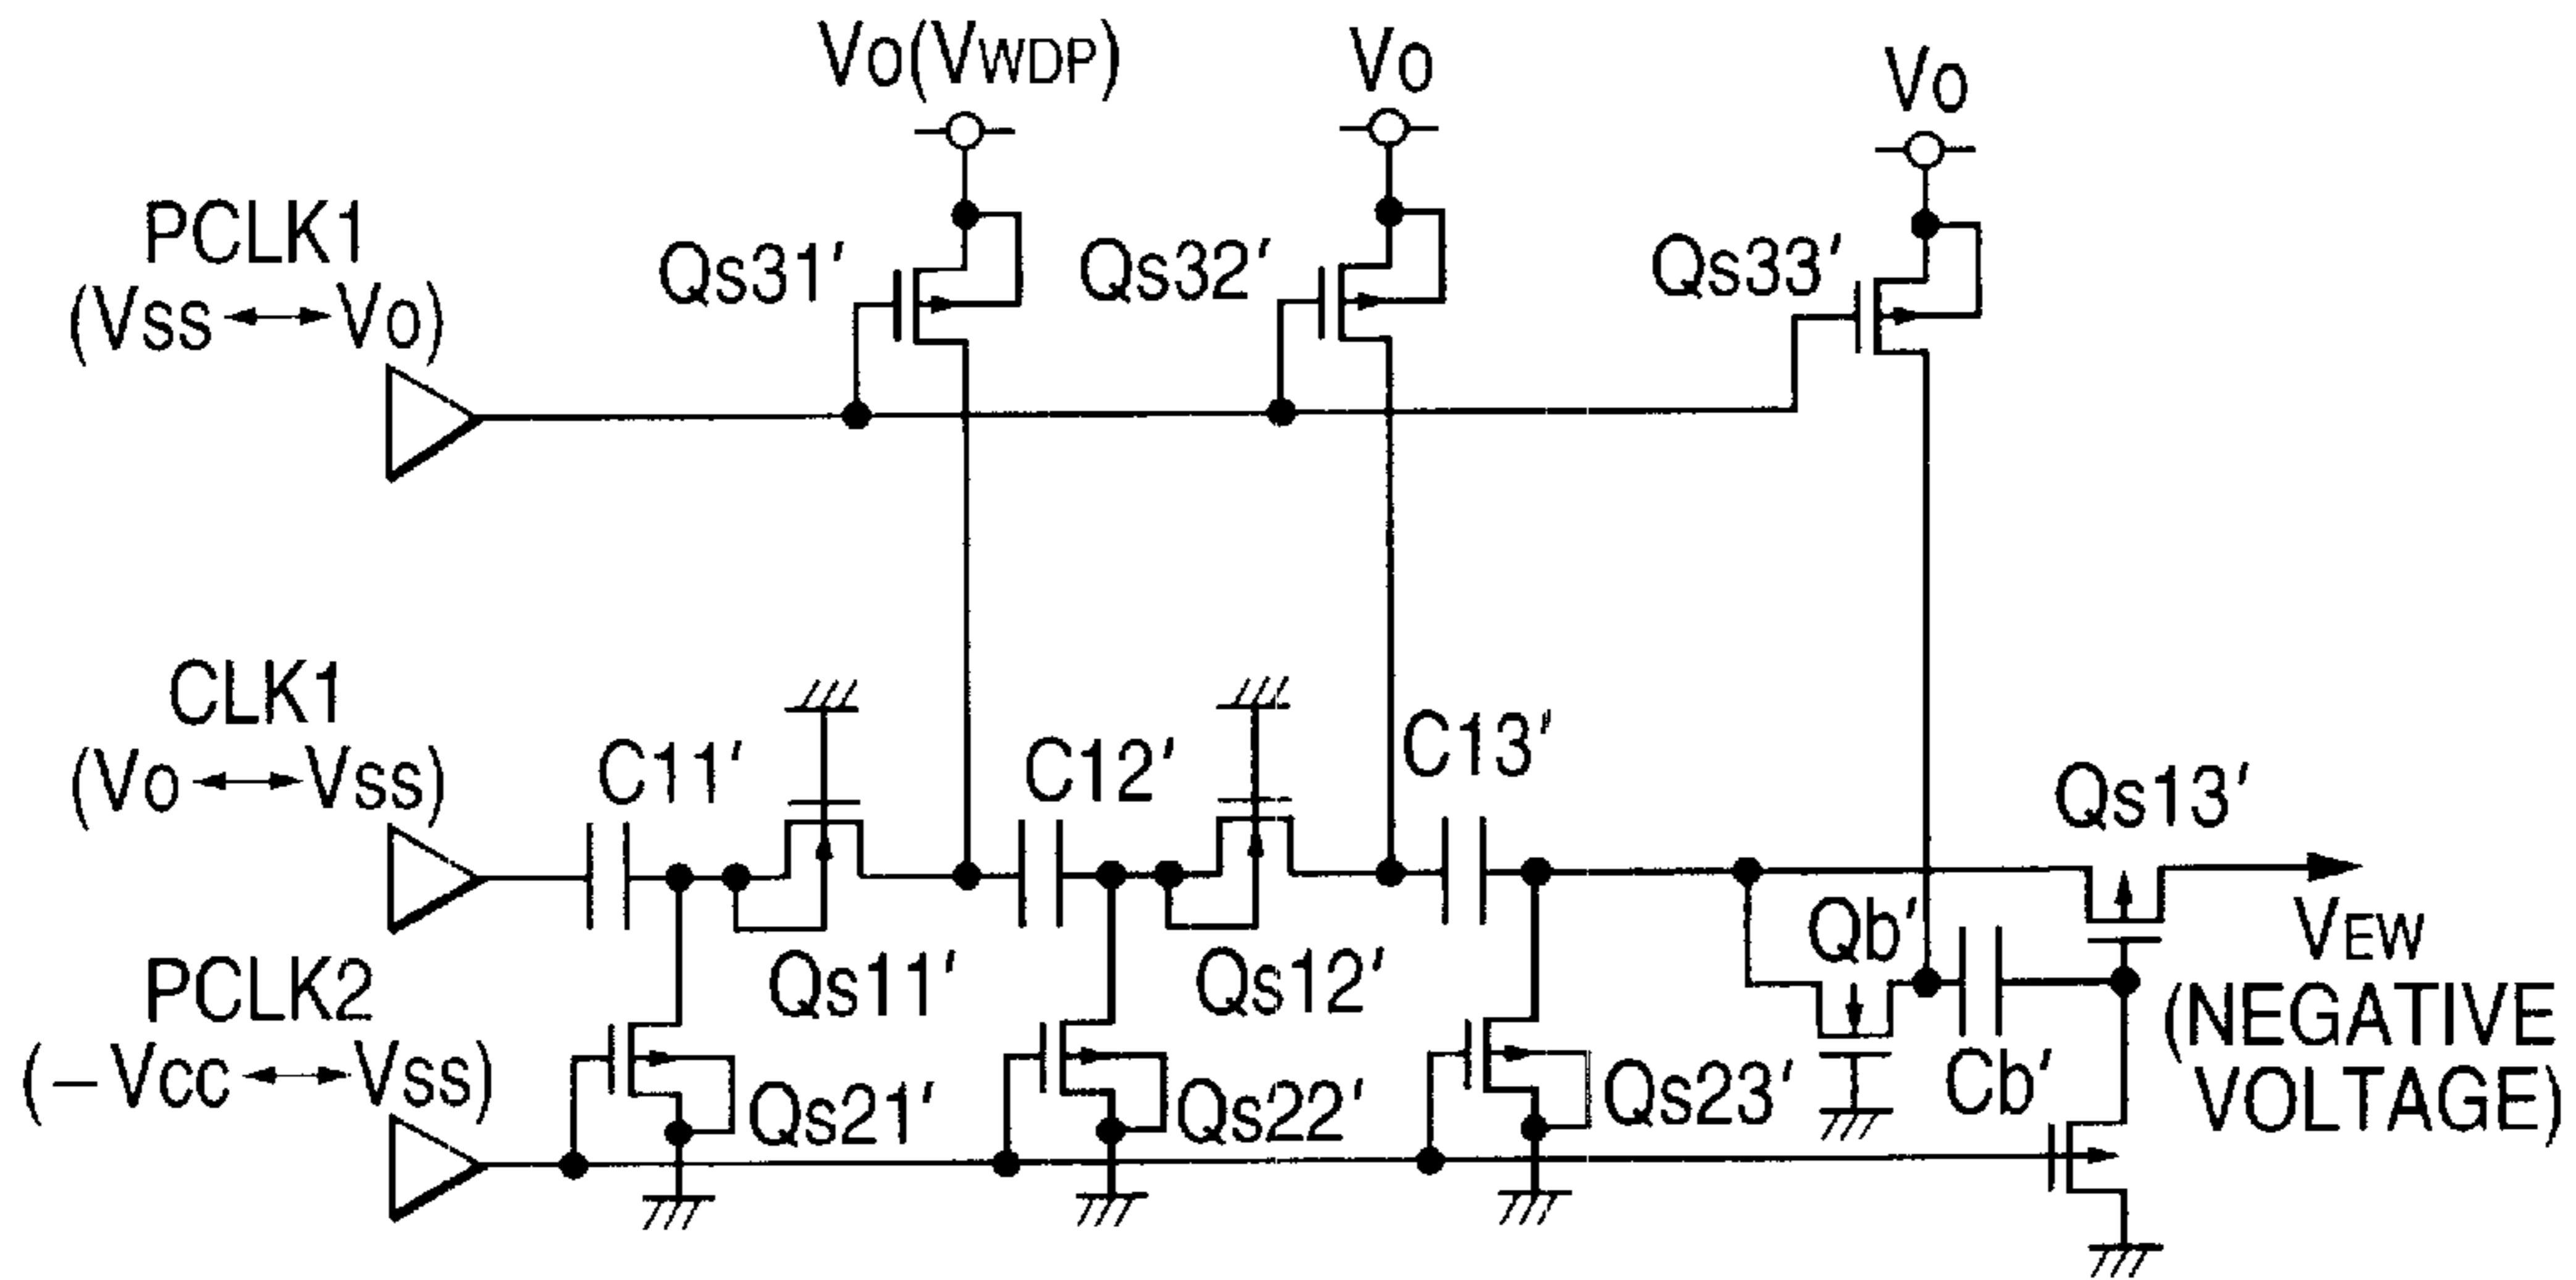 Vo(VWDP)
Vo
Vo
PCLK1
(Vss ↔ Vo)
Qs31'
Qs32'
Qs33'
CLK1
(Vo ↔ Vss)
C11'
C12'
C13'
Qs13'
Qs11'
Qs12'
Qb'
VEW
(NEGATIVE
VOLTAGE)
PCLK2
(−Vcc ↔ Vss)
Qs21'
Qs22'
Qs23'
Cb'